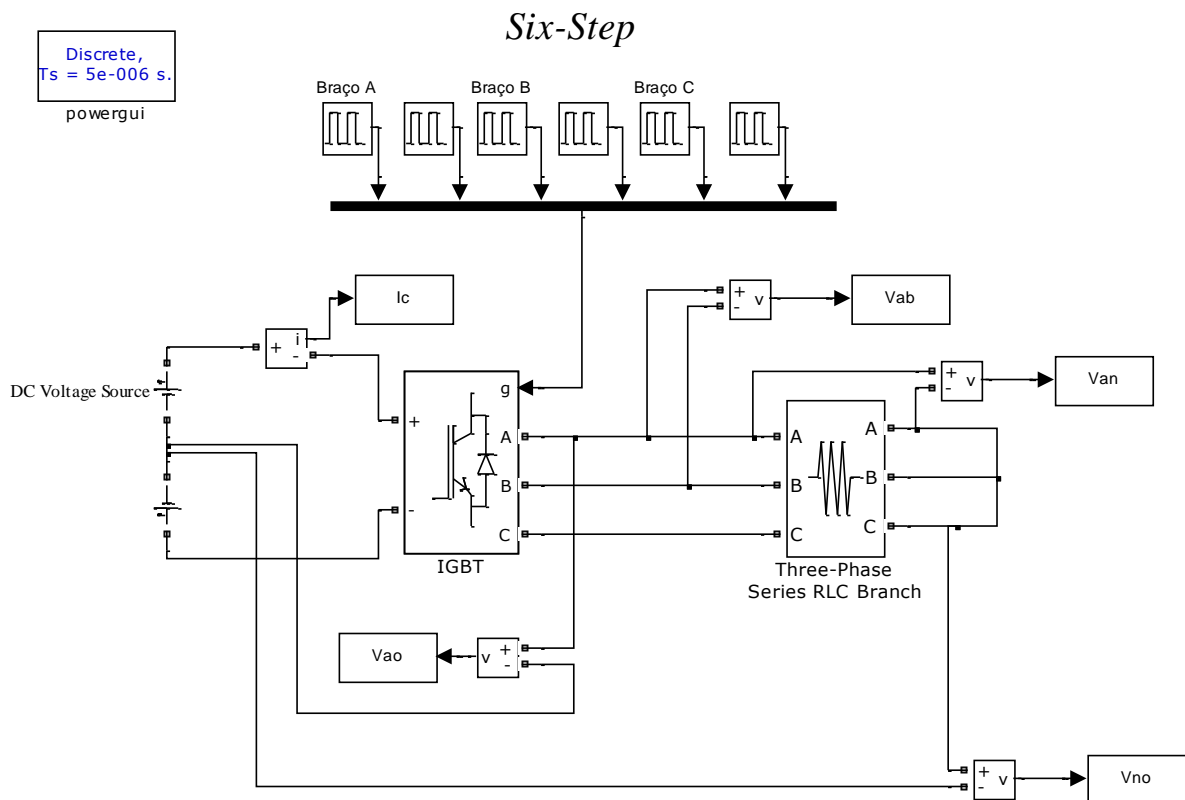 Six-Step
Discrete,
Ts = 5e-006 s.
powergui
Braço A
Braço B
Braço C
Ic
+
v
-
Vab
+
i
-
DC Voltage Source
g
+
A
B
-
C
IGBT
+
v
-
Van
A
B
C
A
B
C
Three-Phase
Series RLC Branch
Vao
v
+
-
+
v
-
Vno